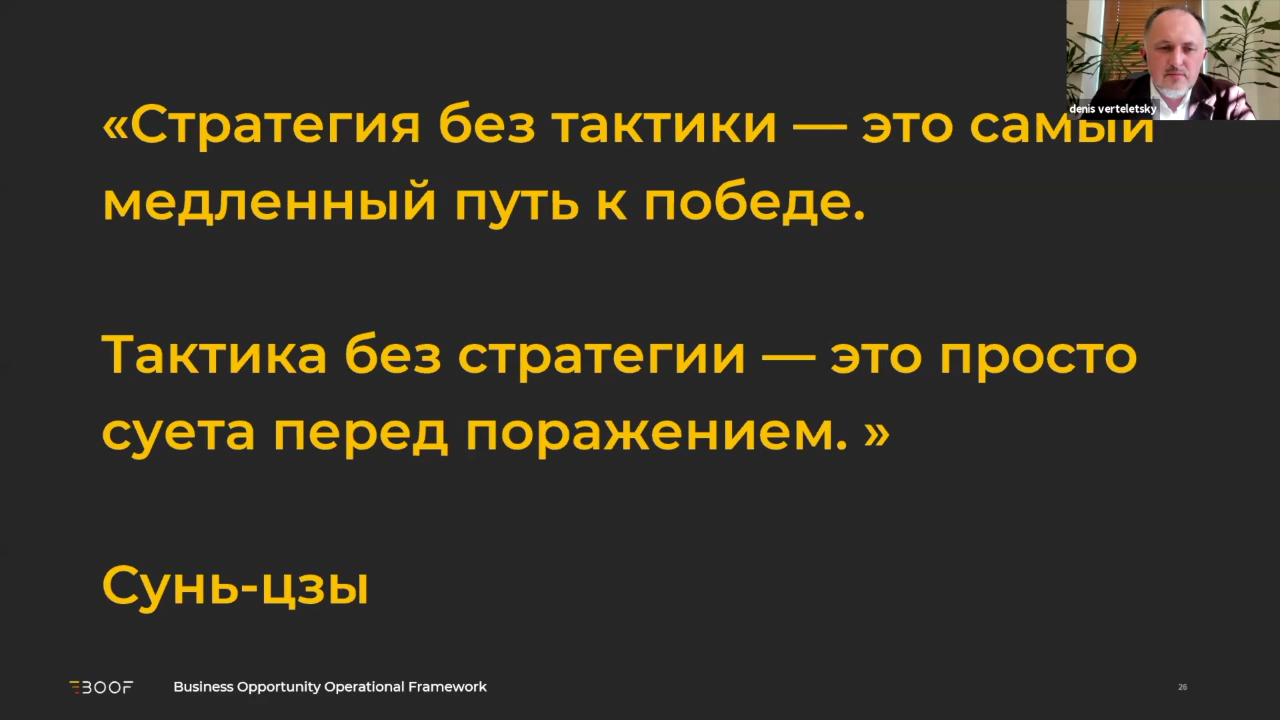 «Стратегия без тактики — это самый
медленный путь к победе.
Тактика без стратегии — это просто
суета перед поражением. »
Сунь-цзы
denis verteletsky
BOOF
Business Opportunity Operational Framework
26